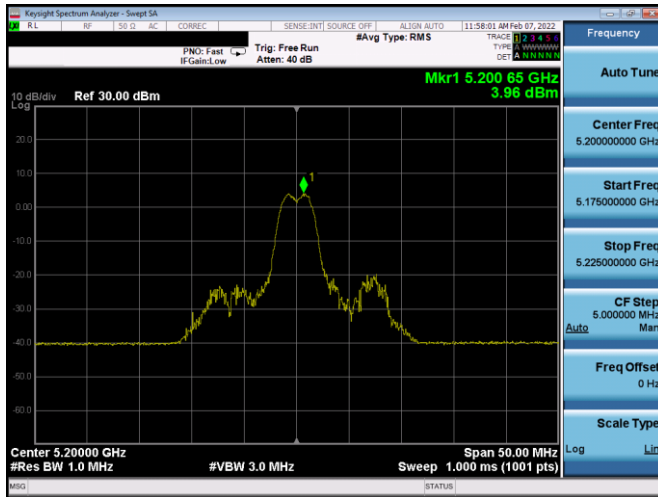 Keysight Spectrum Analyzer - Swept SA
RL RF 50 Ω AC CORREC SENSE:INT SOURCE OFF ALIGN AUTO 11:58:01 AM Feb 07, 2022
#Avg Type: RMS TRACE 1 2 3 4 5 6
PNO: Fast Trig: Free Run TYPE A WWWWW
IFGain:Low Atten: 40 dB DET A N N N N N
Mkr1 5.200 65 GHz
3.96 dBm
10 dB/div Ref 30.00 dBm
Log
20.0
10.0
1
0.00
-10.0
-20.0
-30.0
-40.0
-50.0
-60.0
Center 5.20000 GHz Span 50.00 MHz
#Res BW 1.0 MHz #VBW 3.0 MHz Sweep 1.000 ms (1001 pts)
MSG STATUS
Frequency
Auto Tune
Center Freq
5.200000000 GHz
Start Freq
5.175000000 GHz
Stop Freq
5.225000000 GHz
CF Step
5.000000 MHz
Auto Man
Freq Offset
0 Hz
Scale Type
Log Lin